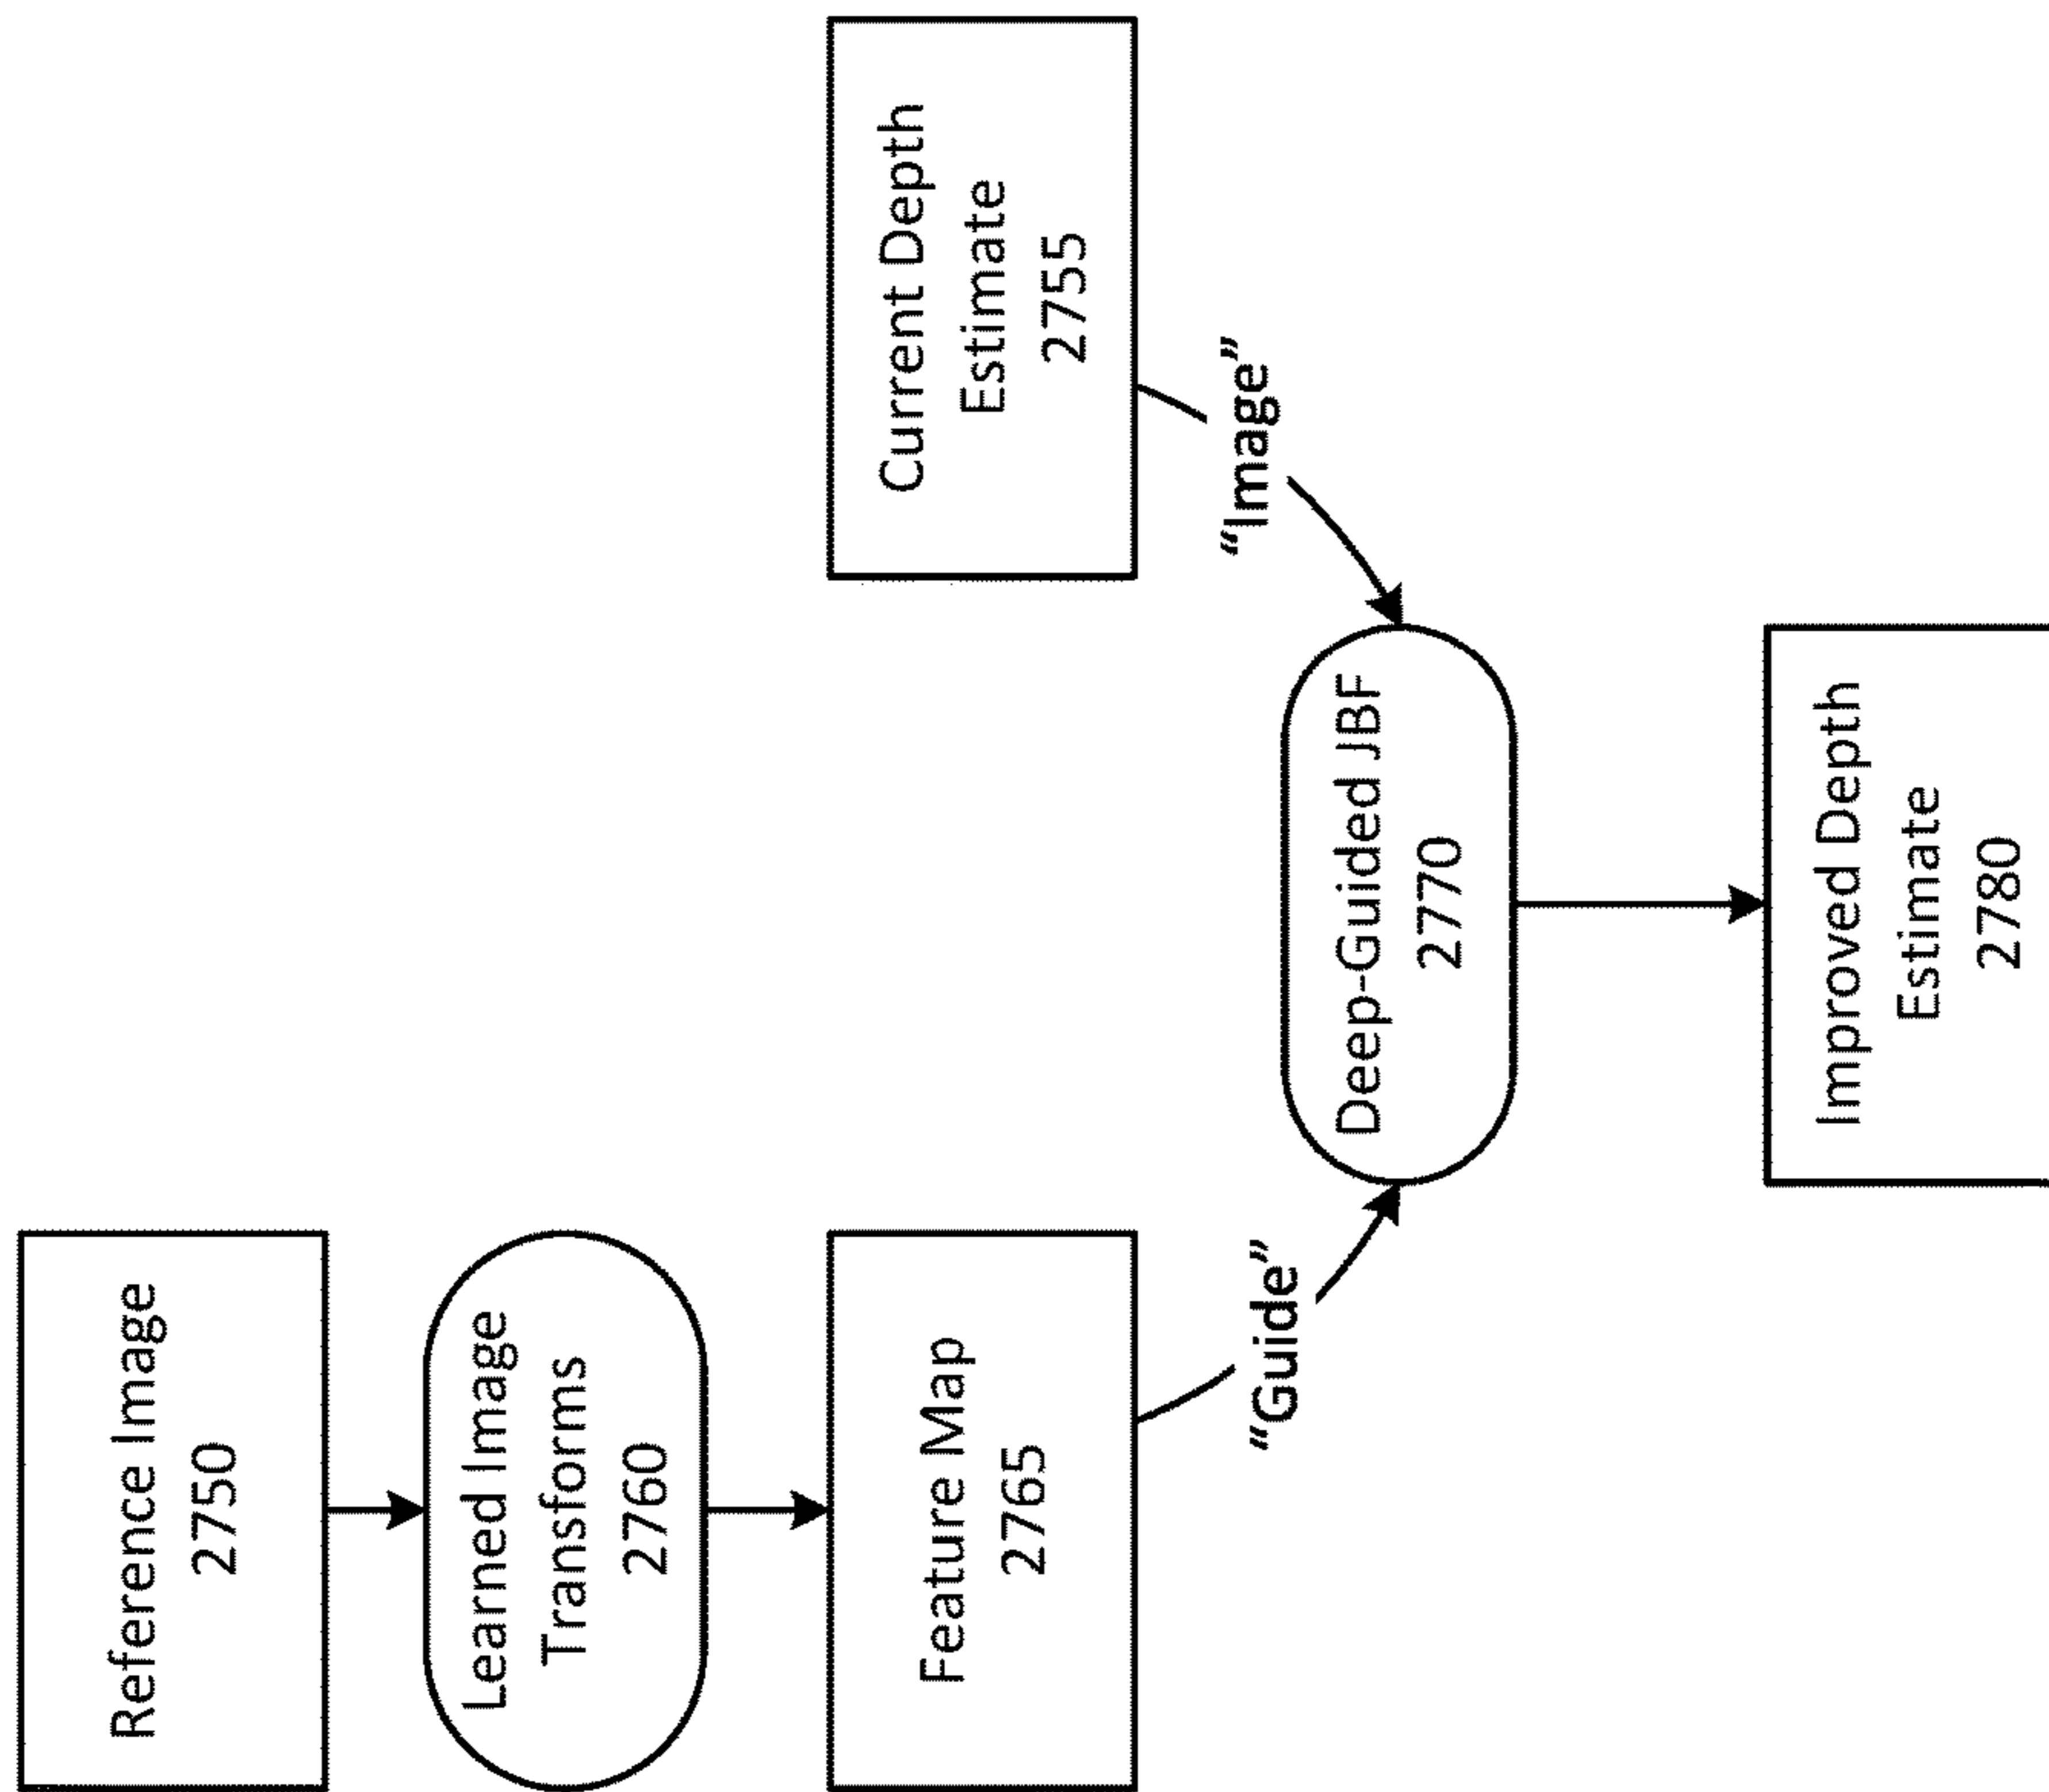 Reference Image
2750
Learned Image
Transforms
2760
Feature Map
2765
Current Depth
Estimate
2755
“Guide”
“Image”
Deep-Guided JBF
2770
Improved Depth
Estimate
2780